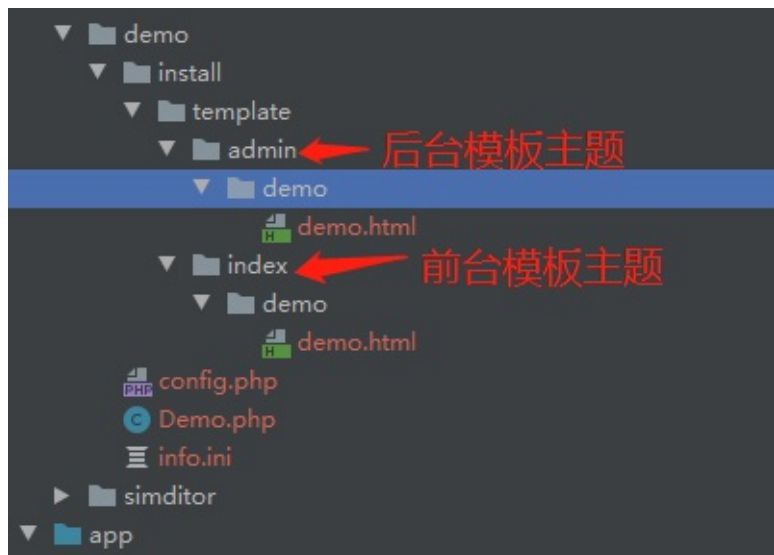 demo
install
template
admin 后台模板主题
demo
H demo.html
index 前台模板主题
demo
H demo.html
PHP config.php
C Demo.php
info.ini
simditor
app